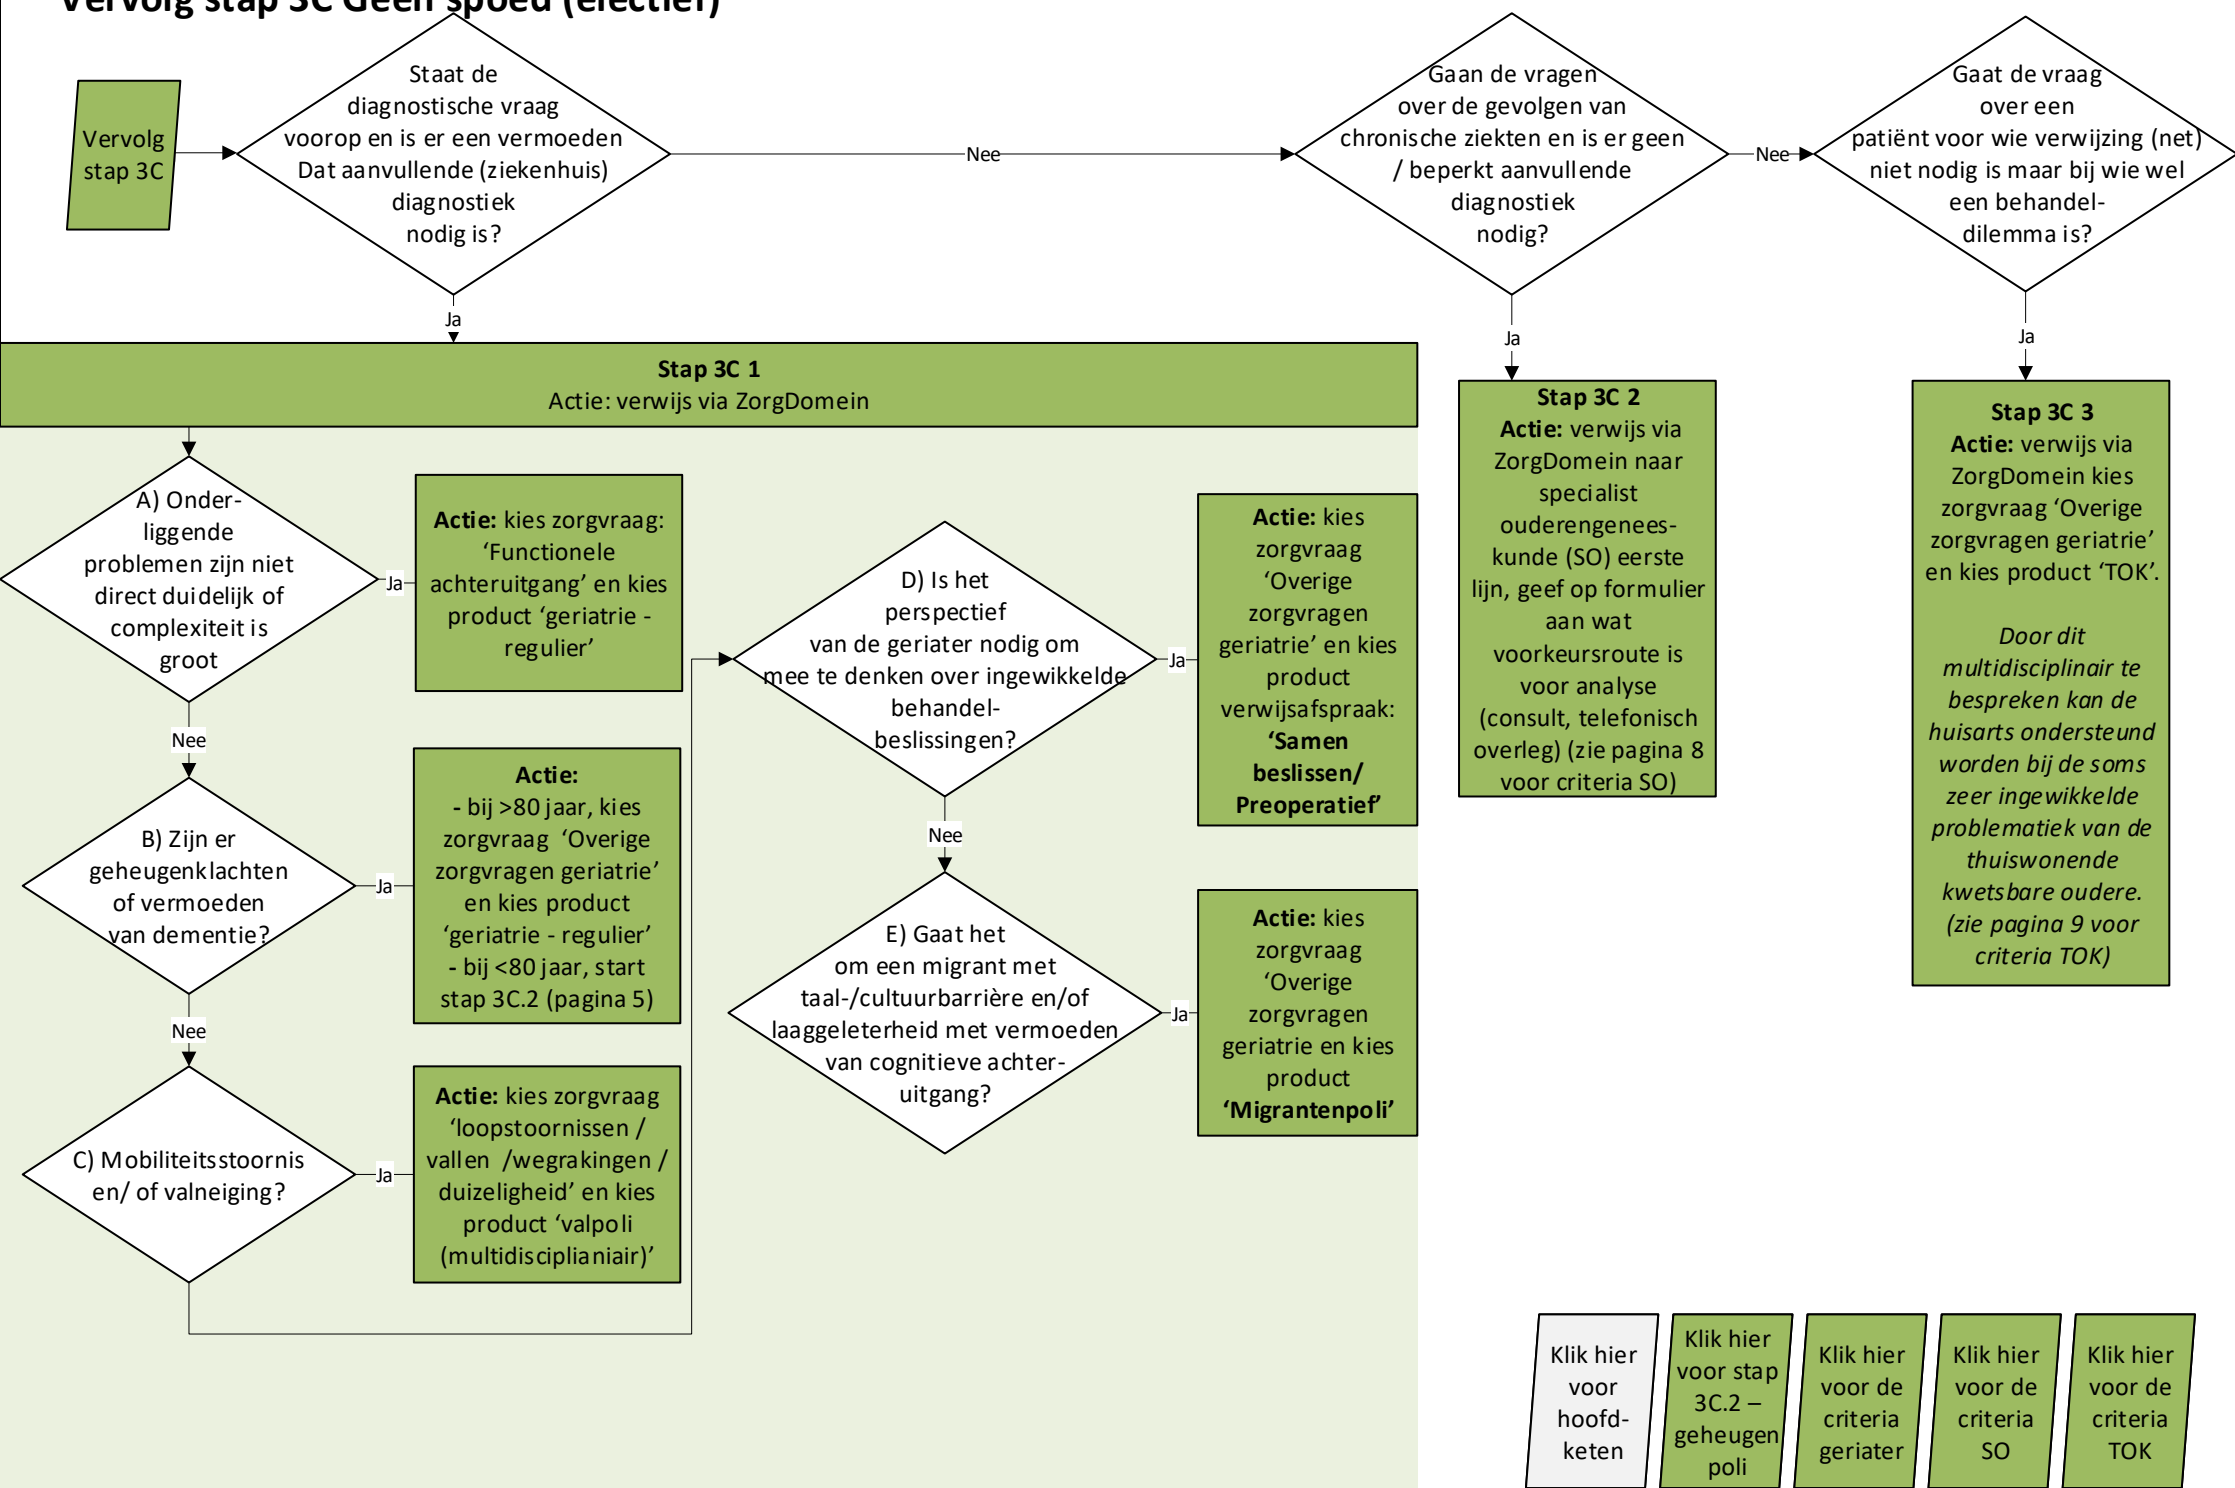 Vervolg stap 3C Geen spoed (electief)
Vervolg
stap 3C
Staat de
diagnostische vraag
voorop en is er een vermoeden
Dat aanvullende (ziekenhuis)
diagnostiek
nodig is?
Nee
Gaan de vragen
over de gevolgen van
chronische ziekten en is er geen
/ beperkt aanvullende
diagnostiek
nodig?
Nee
Gaat de vraag
over een
patiënt voor wie verwijzing (net)
niet nodig is maar bij wie wel
een behandel-
dilemma is?
Ja
Ja
Ja
Stap 3C 1
Actie: verwijs via ZorgDomein
A) Onder-
liggende
problemen zijn niet
direct duidelijk of
complexiteit is
groot
Ja
Actie: kies zorgvraag:
‘Functionele
achteruitgang’ en kies
product ‘geriatrie -
regulier’
Nee
B) Zijn er
geheugenklachten
of vermoeden
van dementie?
Ja
Actie:
- bij >80 jaar, kies
zorgvraag ‘Overige
zorgvragen geriatrie’
en kies product
‘geriatrie - regulier’
- bij <80 jaar, start
stap 3C.2 (pagina 5)
Nee
C) Mobiliteitsstoornis
en/ of valneiging?
Ja
Actie: kies zorgvraag
‘loopstoornissen /
vallen /wegrakingen /
duizeligheid’ en kies
product ‘valpoli
(multidisciplianiair)’
D) Is het
perspectief
van de geriater nodig om
mee te denken over ingewikkelde
behandel-
beslissingen?
Ja
Actie: kies
zorgvraag
‘Overige
zorgvragen
geriatrie’ en kies
product
verwijsafspraak:
‘Samen
beslissen/
Preoperatief’
Nee
E) Gaat het
om een migrant met
taal-/cultuurbarrière en/of
laaggeleterheid met vermoeden
van cognitieve achter-
uitgang?
Ja
Actie: kies
zorgvraag
‘Overige
zorgvragen
geriatrie en kies
product
‘Migrantenpoli’
Stap 3C 2
Actie: verwijs via
ZorgDomein naar
specialist
ouderengenees-
kunde (SO) eerste
lijn, geef op formulier
aan wat
voorkeursroute is
voor analyse
(consult, telefonisch
overleg) (zie pagina 8
voor criteria SO)
Stap 3C 3
Actie: verwijs via
ZorgDomein kies
zorgvraag ‘Overige
zorgvragen geriatrie’
en kies product ‘TOK’.
Door dit
multidisciplinair te
bespreken kan de
huisarts ondersteund
worden bij de soms
zeer ingewikkelde
problematiek van de
thuiswonende
kwetsbare oudere.
(zie pagina 9 voor
criteria TOK)
Klik hier
voor
hoofd-
keten
Klik hier
voor stap
3C.2 –
geheugen
poli
Klik hier
voor de
criteria
geriater
Klik hier
voor de
criteria
SO
Klik hier
voor de
criteria
TOK